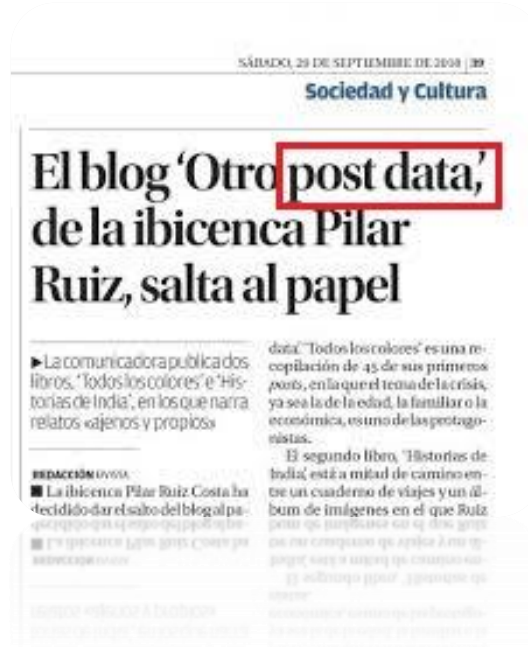 SÁBADO, 29 DE SEPTIEMBRE DE 2018 | 39
Sociedad y Cultura
El blog ‘Otro post data,’
de la ibicenca Pilar
Ruiz, salta al papel
▶La comunicadora publica dos
libros, ‘Todos los colores’ e ‘His-
torias de India’, en los que narra
relatos «ajenos y propios»
REDACCIÓN EIVISSA
■ La ibicenca Pilar Ruiz Costa ha
decidido dar el salto del blog al pa-
data’. ‘Todos los colores’ es una re-
copilación de 45 de sus primeros
posts, en la que el tema de la crisis,
ya sea la de la edad, la familiar o la
económica, es uno de las protago-
nistas.
El segundo libro, ‘Historias de
India’, está a mitad de camino en-
tre un cuaderno de viajes y un ál-
bum de imágenes en el que Ruiz